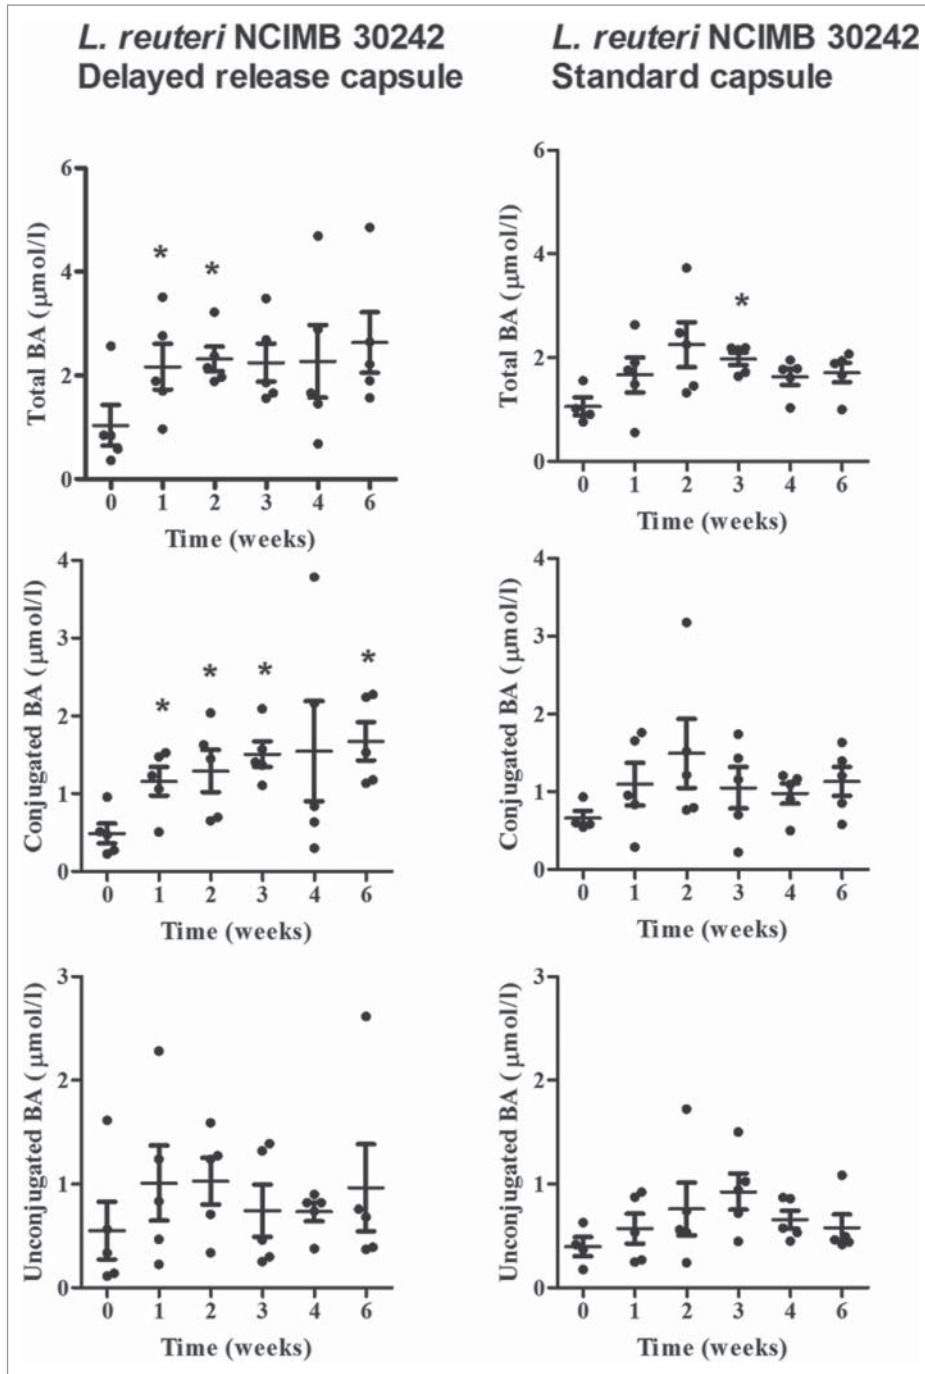 L. reuteri NCIMB 30242
Delayed release capsule
L. reuteri NCIMB 30242
Standard capsule
Total BA (μmol/l)
6
4
2
0
* *
0 1 2 3 4 6
Time (weeks)
Total BA (μmol/l)
6
4
2
0
*
0 1 2 3 4 6
Time (weeks)
Conjugated BA (μmol/l)
4
3
2
1
0
* * * *
0 1 2 3 4 6
Time (weeks)
Conjugated BA (μmol/l)
4
3
2
1
0
0 1 2 3 4 6
Time (weeks)
Unconjugated BA (μmol/l)
3
2
1
0
0 1 2 3 4 6
Time (weeks)
Unconjugated BA (μmol/l)
3
2
1
0
0 1 2 3 4 6
Time (weeks)